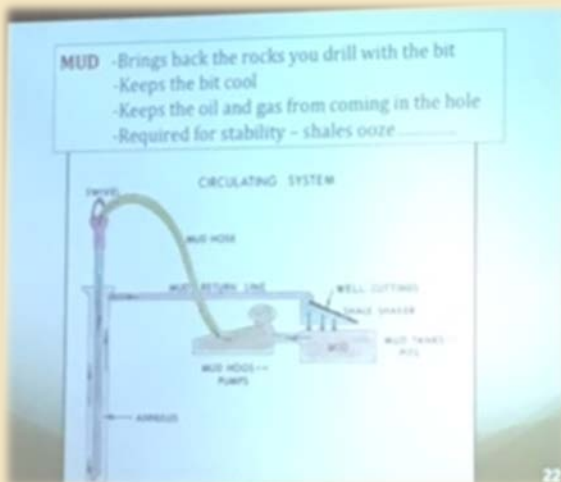 MUD -Brings back the rocks you drill with the bit
-Keeps the bit cool
-Keeps the oil and gas from coming in the hole
-Required for stability – shales ooze..............
CIRCULATING SYSTEM
SWIVEL
MUD HOSE
MUD RETURN LINE
WELL CUTTINGS
SHALE SHAKER
MUD
MUD TANKS
PITS
MUD HOGS--
PUMPS
ANNULUS
22